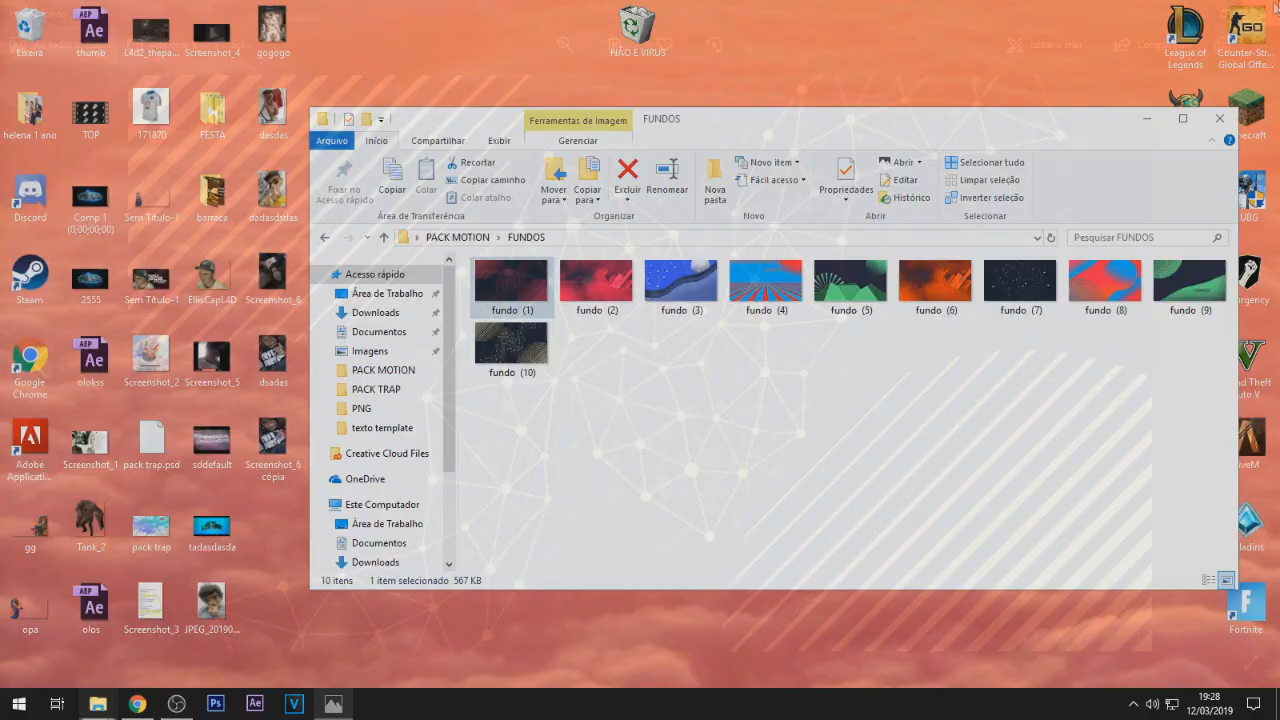 Lixeira
thumb
L4d2_thepa...
Screenshot_4
gogogo
NÃO E VIRUS
Editar e criar
League of
Legends
Counter-Str...
Global Offe...
helena 1 ano
TOP
171870
FESTA
dasdas
Discord
Comp 1
(0;00;00;00)
Sem Título-1
barraca
dadasdsdas
Steam
2555
Sem Título-1
EllisCapL4D
Screenshot_6
Google
Chrome
olokss
Screenshot_2
Screenshot_5
dsadas
Adobe
Applicati...
Screenshot_1
pack trap.psd
sddefault
Screenshot_6
cópia
gg
Tank_2
pack trap
tadasdasda
opa
olos
Screenshot_3
JPEG_20190...
Ferramentas de Imagem
FUNDOS
Arquivo
Início
Compartilhar
Exibir
Gerenciar
Fixar no
Acesso rápido
Copiar
Colar
Recortar
Copiar caminho
Colar atalho
Área de Transferência
Mover
para
Copiar
para
Excluir
Renomear
Organizar
Nova
pasta
Novo item
Fácil acesso
Novo
Propriedades
Abrir
Editar
Histórico
Abrir
Selecionar tudo
Limpar seleção
Inverter seleção
Selecionar
PACK MOTION
FUNDOS
Pesquisar FUNDOS
Acesso rápido
Área de Trabalho
Downloads
Documentos
Imagens
PACK MOTION
PACK TRAP
PNG
texto template
Creative Cloud Files
OneDrive
Este Computador
Área de Trabalho
Documentos
Downloads
fundo (1)
fundo (2)
fundo (3)
fundo (4)
fundo (5)
fundo (6)
fundo (7)
fundo (8)
fundo (9)
fundo (10)
10 itens
1 item selecionado 567 KB
Fortnite
19:28
12/03/2019